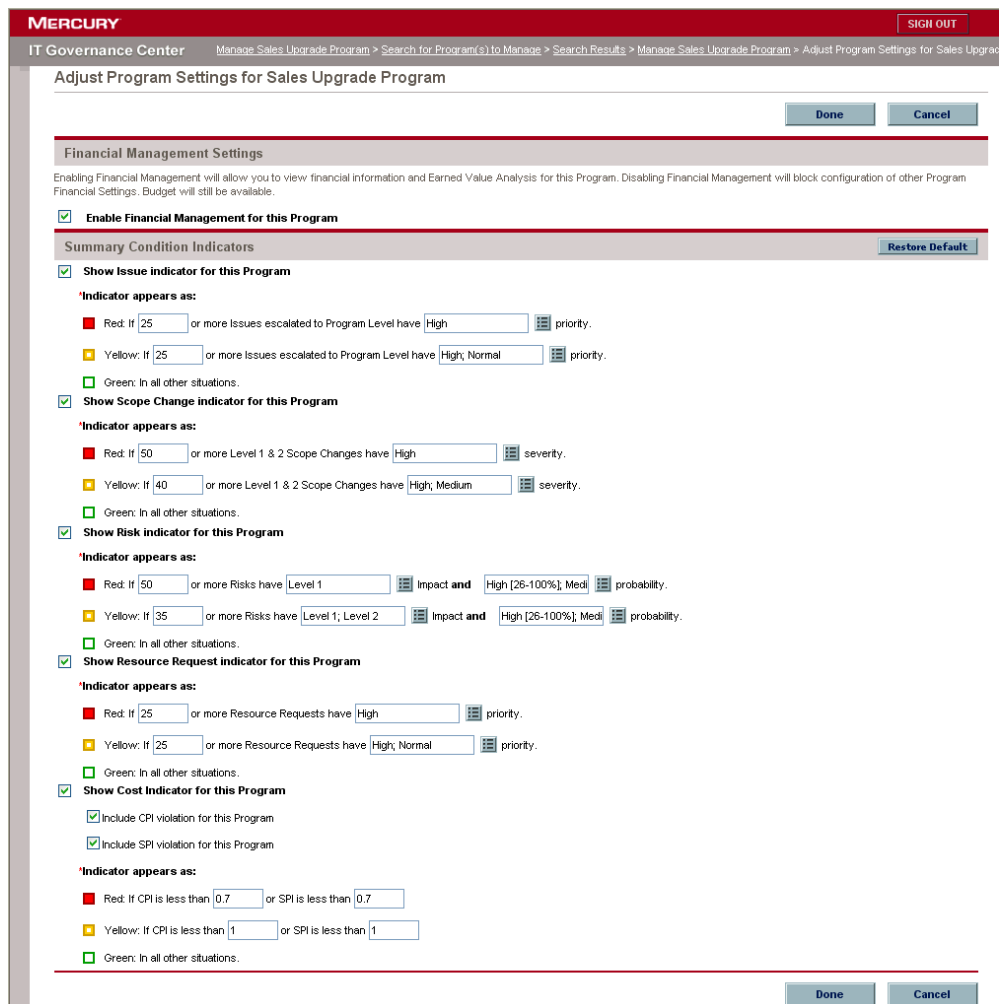 MERCURY
SIGN OUT
IT Governance Center
Manage Sales Upgrade Program > Search for Program(s) to Manage > Search Results > Manage Sales Upgrade Program > Adjust Program Settings for Sales Upgrad
Adjust Program Settings for Sales Upgrade Program
Done Cancel
Financial Management Settings
Enabling Financial Management will allow you to view financial information and Earned Value Analysis for this Program. Disabling Financial Management will block configuration of other Program
Financial Settings. Budget will still be available.
Enable Financial Management for this Program
Summary Condition Indicators
Restore Default
Show Issue indicator for this Program
*Indicator appears as:
Red: If 25 or more Issues escalated to Program Level have High priority.
Yellow: If 25 or more Issues escalated to Program Level have High; Normal priority.
Green: In all other situations.
Show Scope Change indicator for this Program
*Indicator appears as:
Red: If 50 or more Level 1 & 2 Scope Changes have High severity.
Yellow: If 40 or more Level 1 & 2 Scope Changes have High; Medium severity.
Green: In all other situations.
Show Risk indicator for this Program
*Indicator appears as:
Red: If 50 or more Risks have Level 1 Impact and High [26-100%]; Medi probability.
Yellow: If 35 or more Risks have Level 1; Level 2 Impact and High [26-100%]; Medi probability.
Green: In all other situations.
Show Resource Request indicator for this Program
*Indicator appears as:
Red: If 25 or more Resource Requests have High priority.
Yellow: If 25 or more Resource Requests have High; Normal priority.
Green: In all other situations.
Show Cost Indicator for this Program
Include CPI violation for this Program
Include SPI violation for this Program
*Indicator appears as:
Red: If CPI is less than 0.7 or SPI is less than 0.7
Yellow: If CPI is less than 1 or SPI is less than 1
Green: In all other situations.
Done Cancel